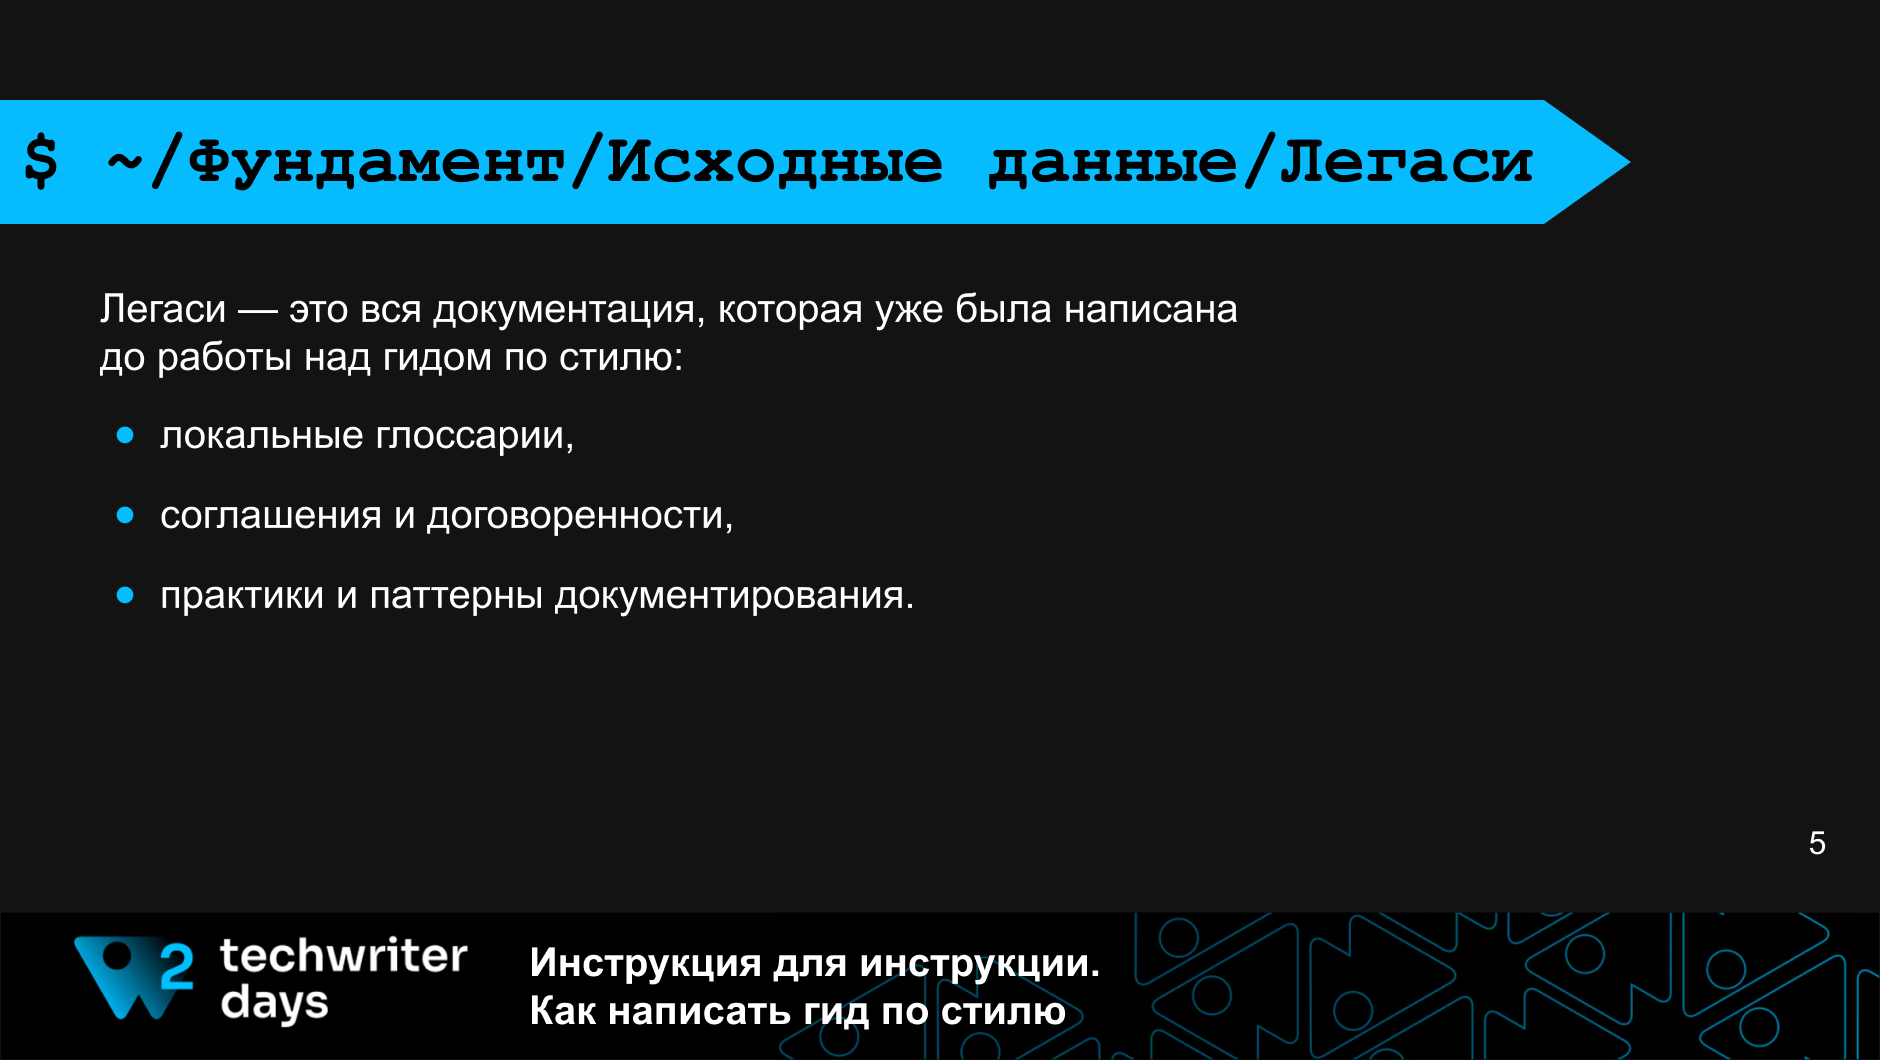 $ ~/Фундамент/Исходные данные/Легаси
Легаси — это вся документация, которая уже была написана
до работы над гидом по стилю:
локальные глоссарии,
соглашения и договоренности,
практики и паттерны документирования.
5
2 techwriter
days
Инструкция для инструкции.
Как написать гид по стилю